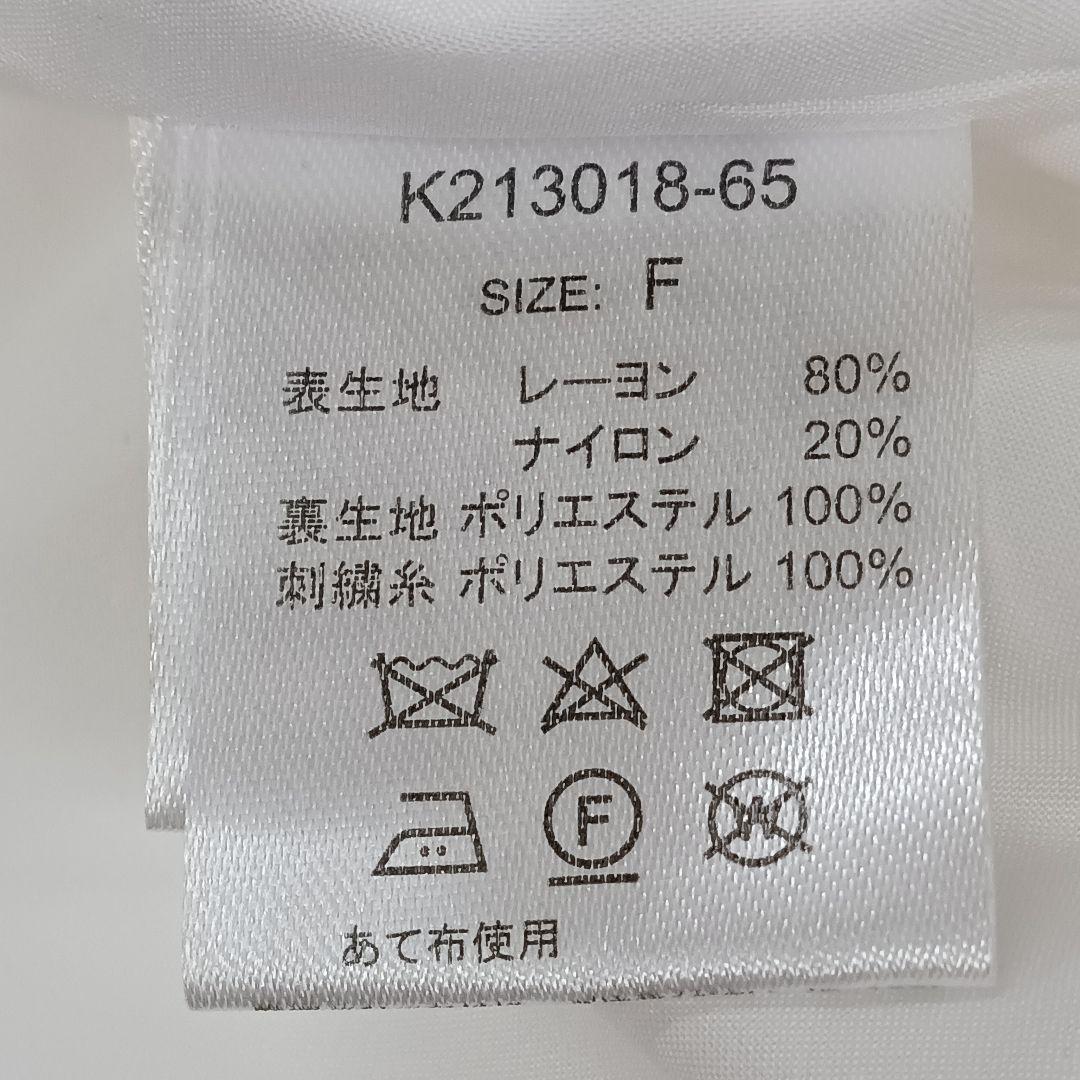 K213018-65
SIZE: F
表生地 レーヨン 80%
ナイロン 20%
裏生地 ポリエステル 100%
刺繍糸 ポリエステル 100%
F W
あて布使用